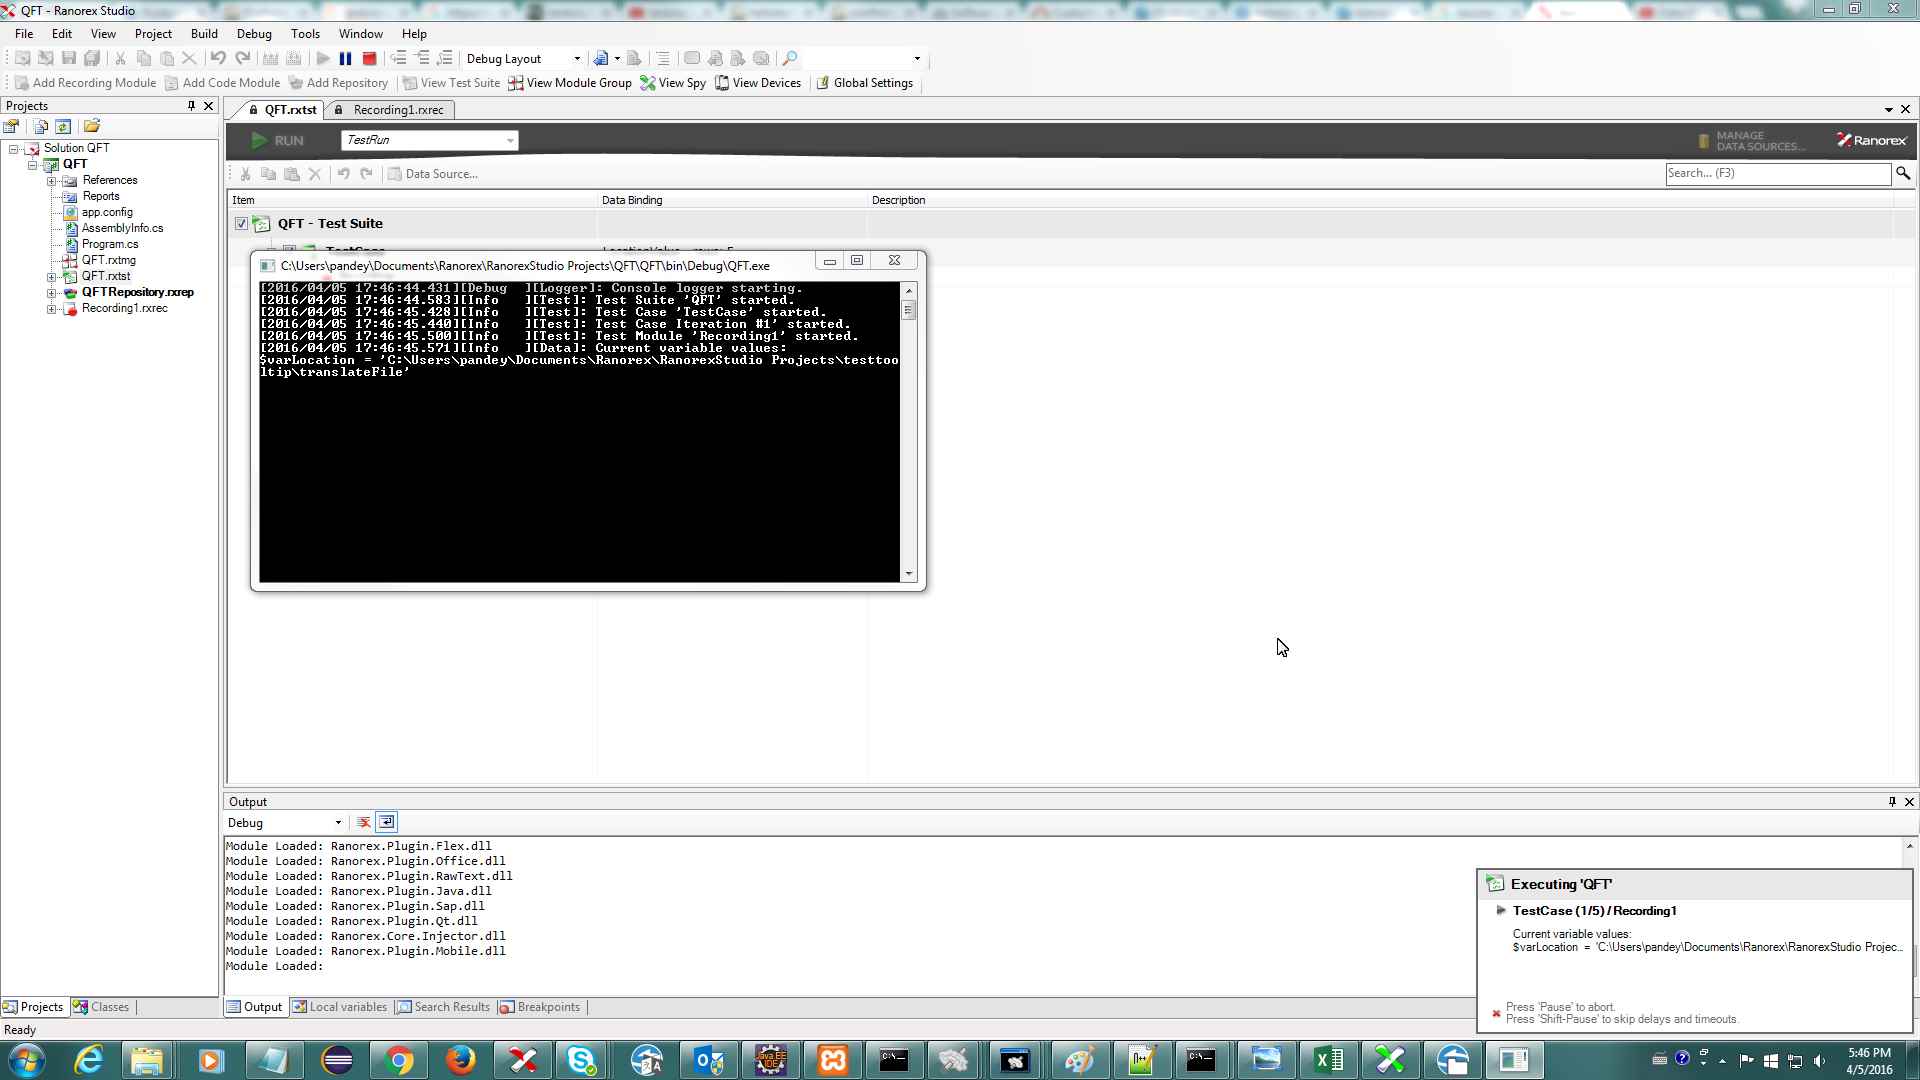 QFT - Ranorex Studio
File Edit View Project Build Debug Tools Window Help
Debug Layout
Add Recording Module Add Code Module Add Repository View Test Suite View Module Group View Spy View Devices Global Settings
Projects
QFT.rxtst Recording1.rxrec
RUN TestRun MANAGE DATA SOURCES... Ranorex
Data Source... Search... (F3)
Item Data Binding Description
QFT - Test Suite
TestCase
Solution QFT
QFT
References
Reports
app.config
AssemblyInfo.cs
Program.cs
QFT.rxtmg
QFT.rxtst
QFTRepository.rxrep
Recording1.rxrec
C:\Users\pandey\Documents\Ranorex\RanorexStudio Projects\QFT\QFT\bin\Debug\QFT.exe
[2016/04/05 17:46:44.431][Debug ][Logger]: Console logger starting.
[2016/04/05 17:46:44.583][Info ][Test]: Test Suite 'QFT' started.
[2016/04/05 17:46:45.428][Info ][Test]: Test Case 'TestCase' started.
[2016/04/05 17:46:45.440][Info ][Test]: Test Case Iteration #1' started.
[2016/04/05 17:46:45.500][Info ][Test]: Test Module 'Recording1' started.
[2016/04/05 17:46:45.571][Info ][Data]: Current variable values:
$varLocation = 'C:\Users\pandey\Documents\Ranorex\RanorexStudio Projects\testtoo
ltip\translateFile'
Output
Debug
Module Loaded: Ranorex.Plugin.Flex.dll
Module Loaded: Ranorex.Plugin.Office.dll
Module Loaded: Ranorex.Plugin.RawText.dll
Module Loaded: Ranorex.Plugin.Java.dll
Module Loaded: Ranorex.Plugin.Sap.dll
Module Loaded: Ranorex.Plugin.Qt.dll
Module Loaded: Ranorex.Core.Injector.dll
Module Loaded: Ranorex.Plugin.Mobile.dll
Module Loaded:
Executing 'QFT'
TestCase (1/5) / Recording1
Current variable values:
$varLocation = 'C:\Users\pandey\Documents\Ranorex\RanorexStudio Projec...
Press 'Pause' to abort.
Press 'Shift-Pause' to skip delays and timeouts.
Projects Classes
Output Local variables Search Results Breakpoints
Ready
Java EE IDE
5:46 PM
4/5/2016